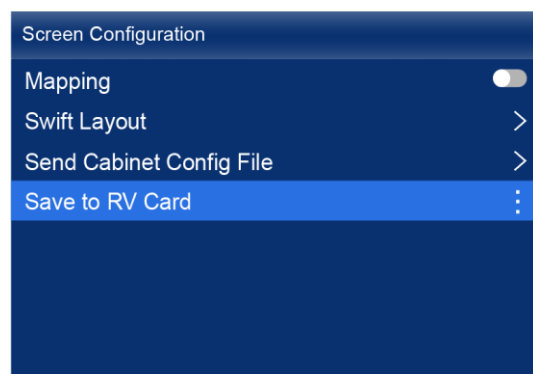 Screen Configuration
Mapping
Swift Layout
Send Cabinet Config File
Save to RV Card